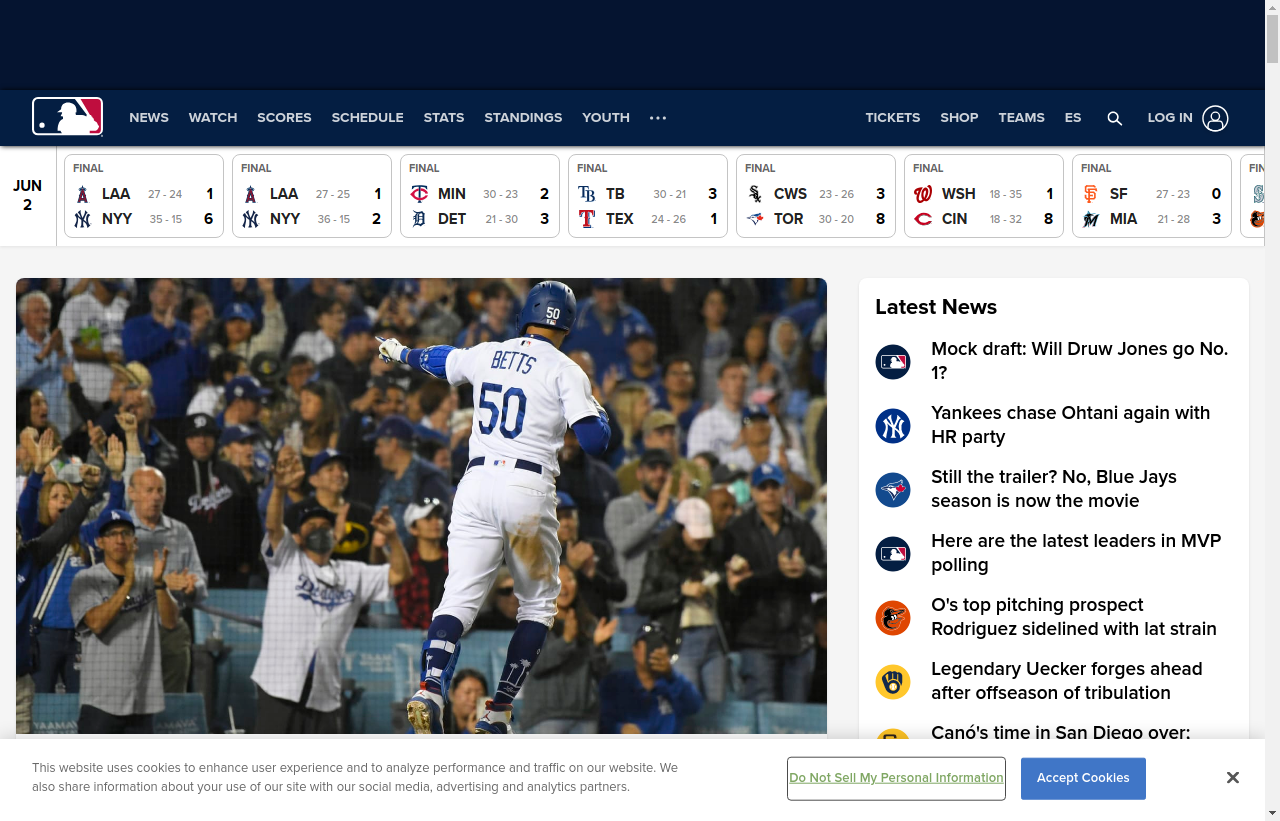 NEWS WATCH SCORES SCHEDULE STATS STANDINGS YOUTH ... TICKETS SHOP TEAMS ES LOG IN
JUN
2
FINAL
LAA 27 - 24 1
NYY 35 - 15 6
FINAL
LAA 27 - 25 1
NYY 36 - 15 2
FINAL
MIN 30 - 23 2
DET 21 - 30 3
FINAL
TB 30 - 21 3
TEX 24 - 26 1
FINAL
CWS 23 - 26 3
TOR 30 - 20 8
FINAL
WSH 18 - 35 1
CIN 18 - 32 8
FINAL
SF 27 - 23 0
MIA 21 - 28 3
FIN
50
BETTS
50
Dodgers
Dodgers
Latest News
Mock draft: Will Druw Jones go No.
1?
Yankees chase Ohtani again with
HR party
Still the trailer? No, Blue Jays
season is now the movie
Here are the latest leaders in MVP
polling
O's top pitching prospect
Rodriguez sidelined with lat strain
Legendary Uecker forges ahead
after offseason of tribulation
Canó's time in San Diego over:
This website uses cookies to enhance user experience and to analyze performance and traffic on our website. We
also share information about your use of our site with our social media, advertising and analytics partners.
Do Not Sell My Personal Information
Accept Cookies